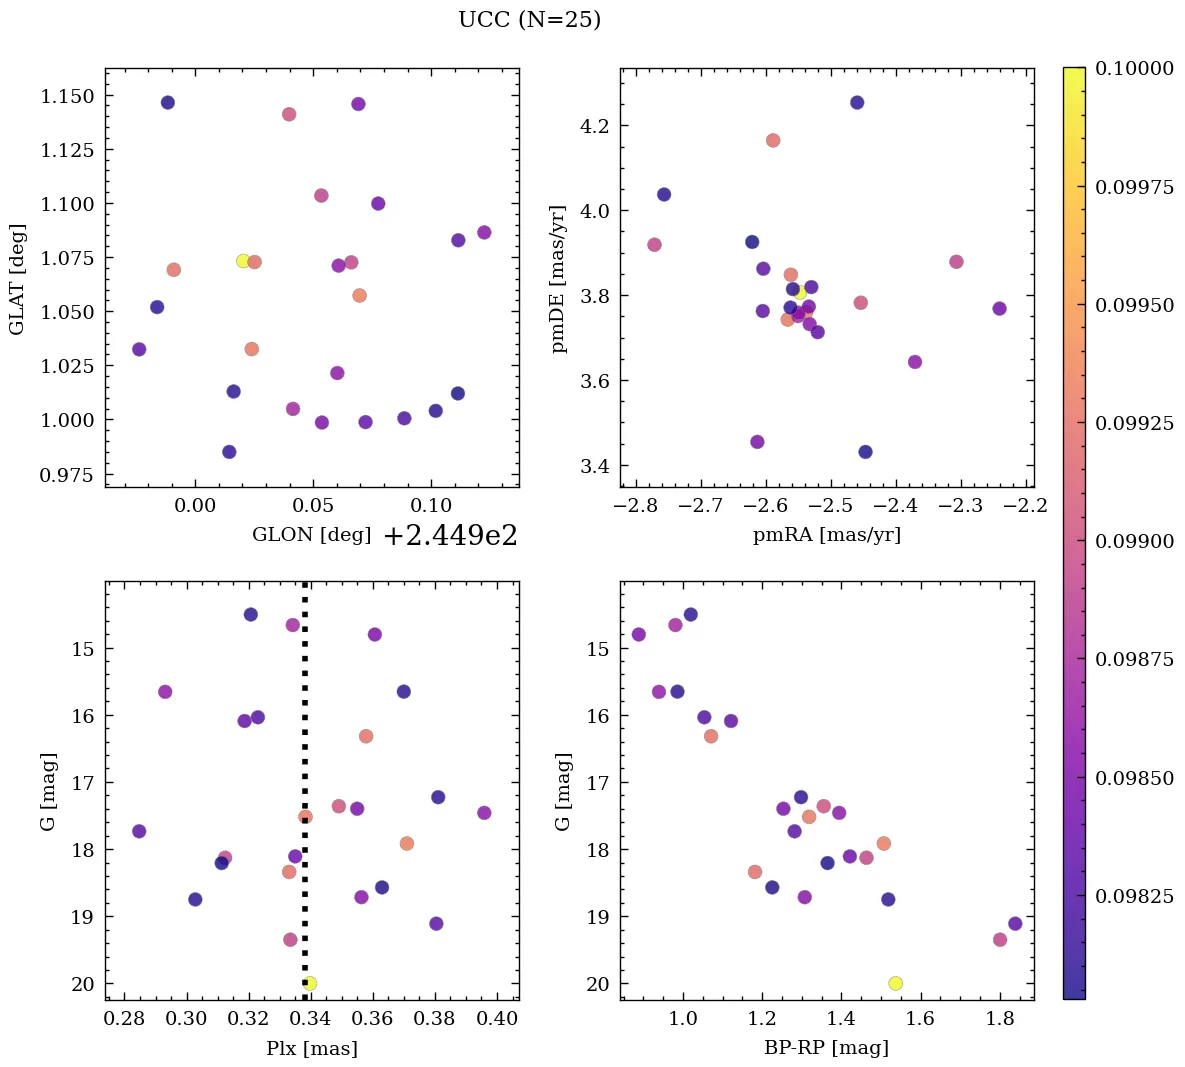 UCC (N=25)
1.150
1.125
1.100
1.075
1.050
1.025
1.000
0.975
GLAT [deg]
0.00 0.05 0.10
GLON [deg] +2.449e2
4.2
4.0
3.8
3.6
3.4
pmDE [mas/yr]
−2.8 −2.7 −2.6 −2.5 −2.4 −2.3 −2.2
pmRA [mas/yr]
15
16
17
18
19
20
G [mag]
0.28 0.30 0.32 0.34 0.36 0.38 0.40
Plx [mas]
15
16
17
18
19
20
G [mag]
1.0 1.2 1.4 1.6 1.8
BP-RP [mag]
0.10000
0.09975
0.09950
0.09925
0.09900
0.09875
0.09850
0.09825